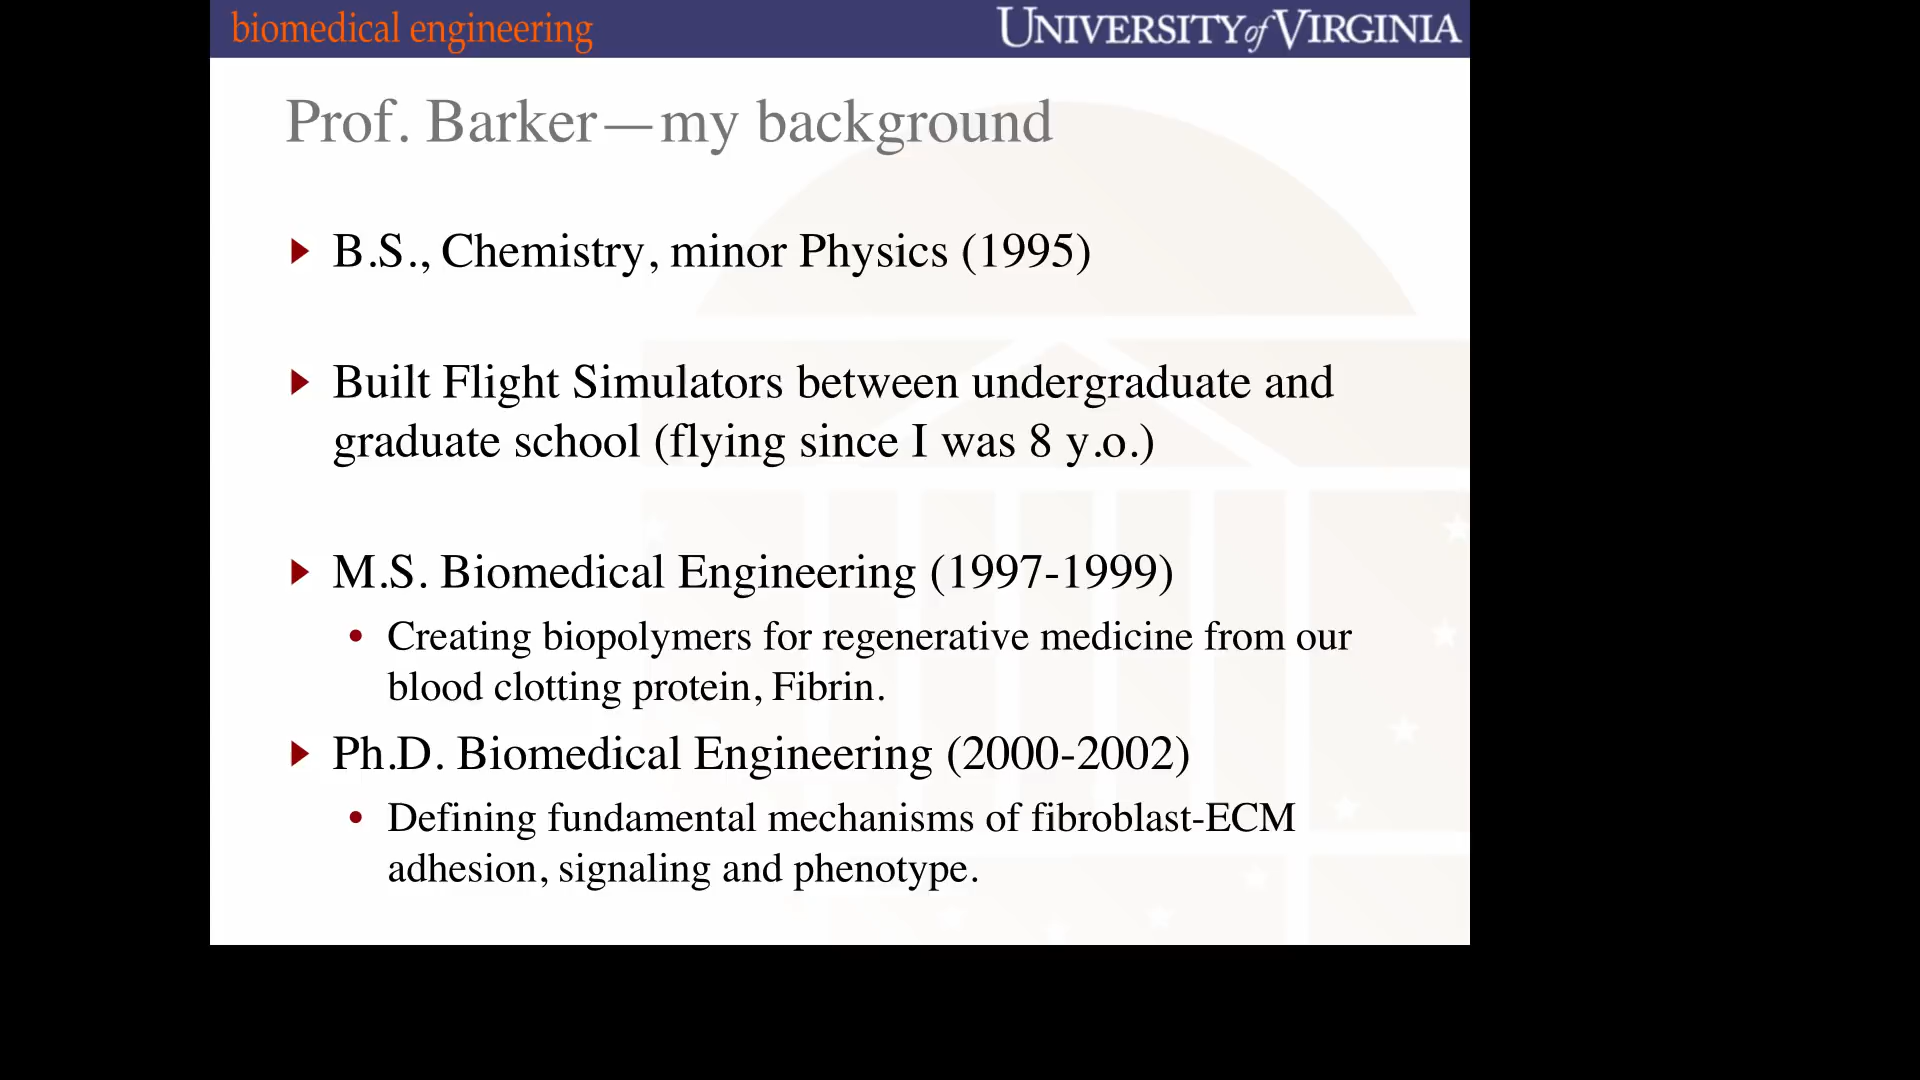 biomedical engineering
UNIVERSITY of VIRGINIA
Prof. Barker—my background
B.S., Chemistry, minor Physics (1995)
Built Flight Simulators between undergraduate and
graduate school (flying since I was 8 y.o.)
M.S. Biomedical Engineering (1997-1999)
• Creating biopolymers for regenerative medicine from our
blood clotting protein, Fibrin.
Ph.D. Biomedical Engineering (2000-2002)
• Defining fundamental mechanisms of fibroblast-ECM
adhesion, signaling and phenotype.